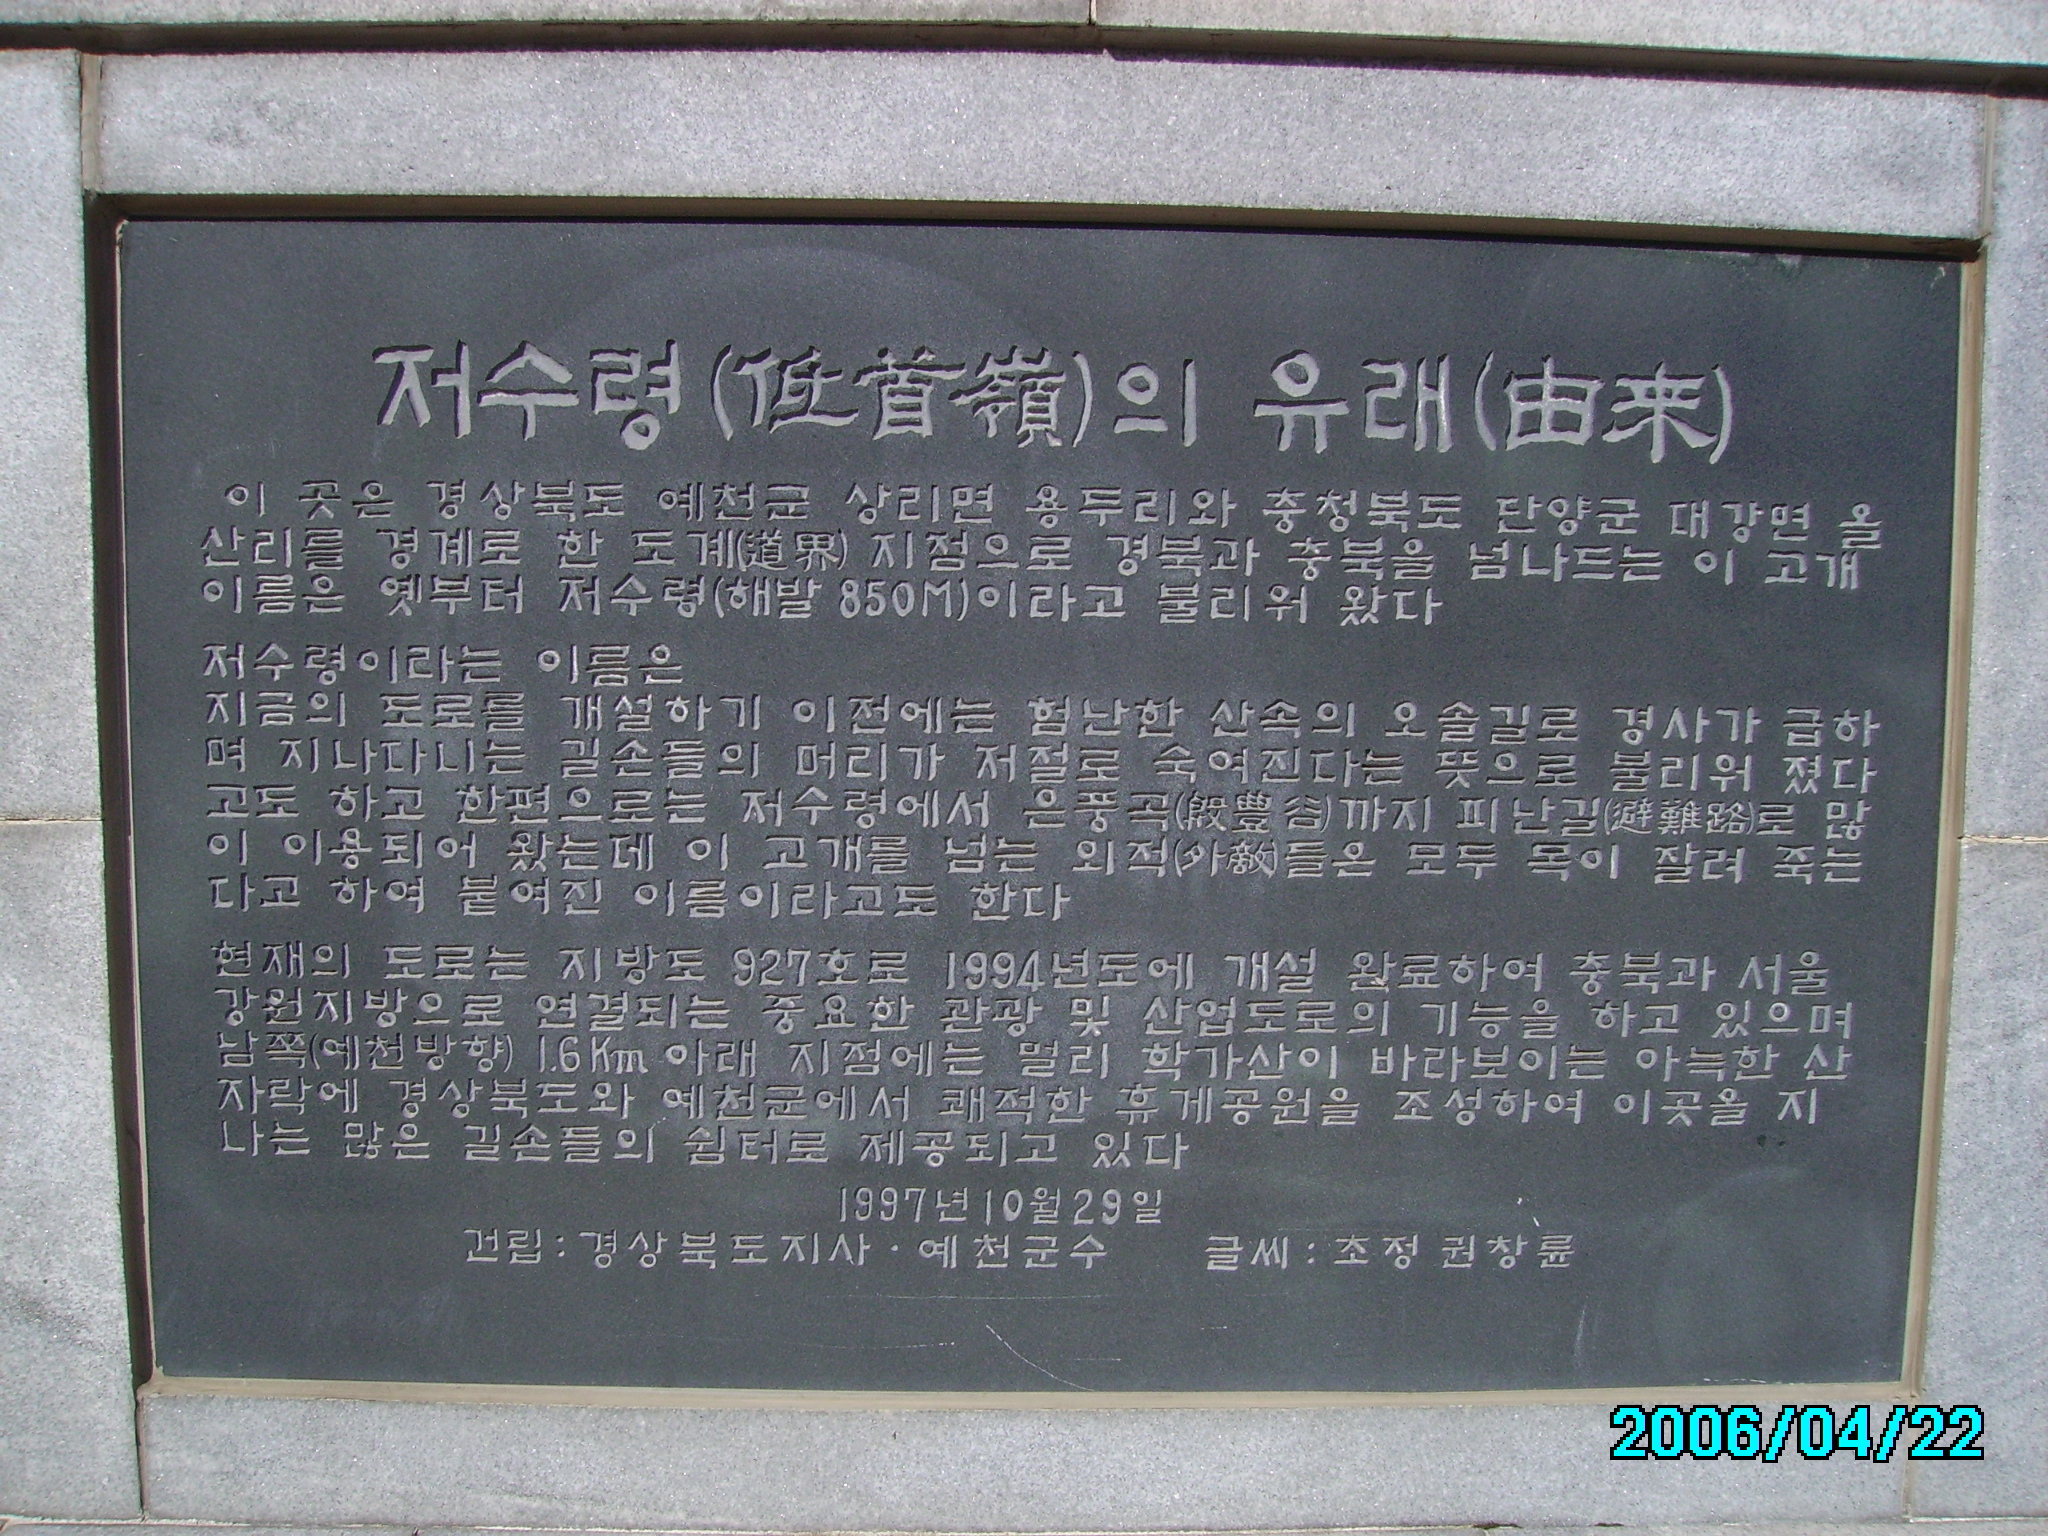 저수령(低首嶺)의 유래(由来)
이 곳은 경상북도 예천군 상리면 용두리와 충청북도 단양군 대강면 올
산리를 경계로 한 도계(道界) 지점으로 경북과 충북을 넘나드는 이 고개
이름은 옛부터 저수령(해발 850M)이라고 불리워 왔다
저수령이라는 이름은
지금의 도로를 개설하기 이전에는 험난한 산속의 오솔길로 경사가 급하
며 지나다니는 길손들의 머리가 저절로 숙여진다는 뜻으로 불리워 졌다
고도 하고 한편으로는 저수령에서 은풍곡(殷豊谷)까지 피난길(避難路)로 많
이 이용되어 왔는데 이 고개를 넘는 외적(外敵)들은 모두 목이 잘려 죽는
다고 하여 붙여진 이름이라고도 한다
현재의 도로는 지방도 927호로 1994년도에 개설 완료하여 충북과 서울
강원지방으로 연결되는 중요한 관광 및 산업도로의 기능을 하고 있으며
남쪽(예천방향) 1.6Km 아래 지점에는 멀리 학가산이 바라보이는 아늑한 산
자락에 경상북도와 예천군에서 쾌적한 휴게공원을 조성하여 이곳을 지
나는 많은 길손들의 쉼터로 제공되고 있다
1997년 10월 29일
건립 : 경상북도지사 · 예천군수 글씨 : 초정 권창륜
2006/04/22